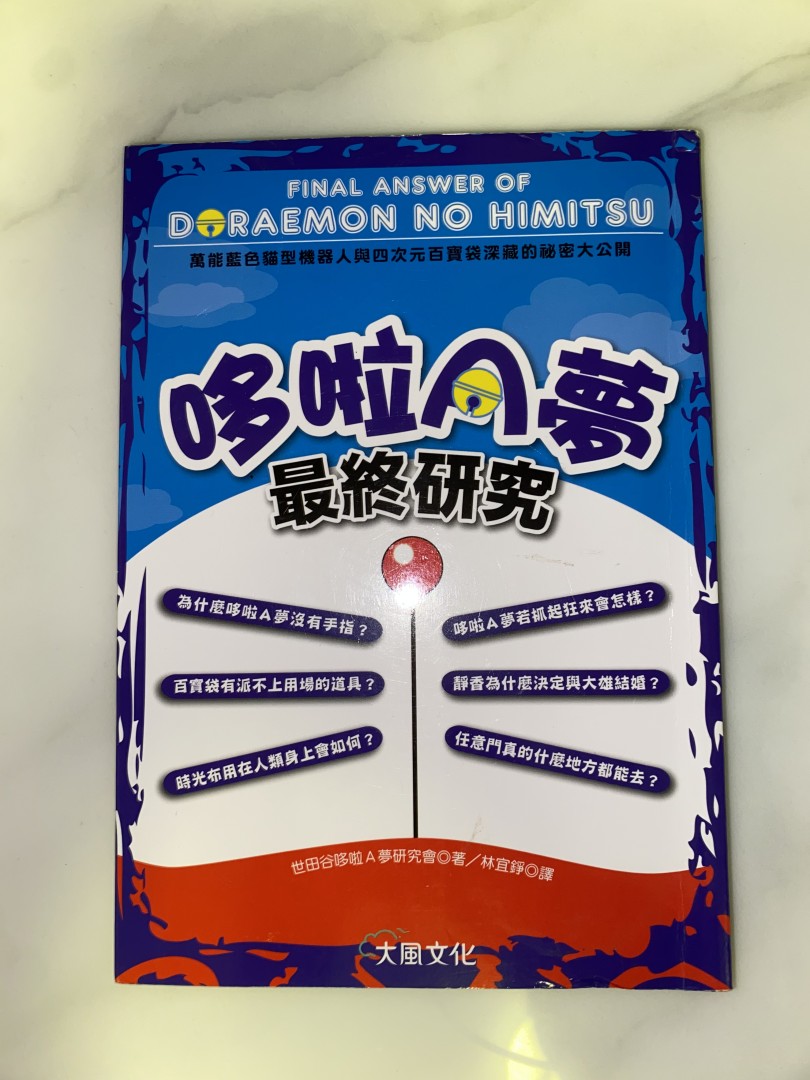 FINAL ANSWER OF
DORAEMON NO HIMITSU
萬能藍色貓型機器人與四次元百寶袋深藏的祕密大公開
哆啦A夢
最終研究
為什麼哆啦A夢沒有手指？
百寶袋有派不上用場的道具？
時光布用在人類身上會如何？
哆啦A夢若抓起狂來會怎樣？
靜香為什麼決定與大雄結婚？
任意門真的什麼地方都能去？
世田谷哆啦A夢研究會◎著／林宜錚◎譯
大風文化